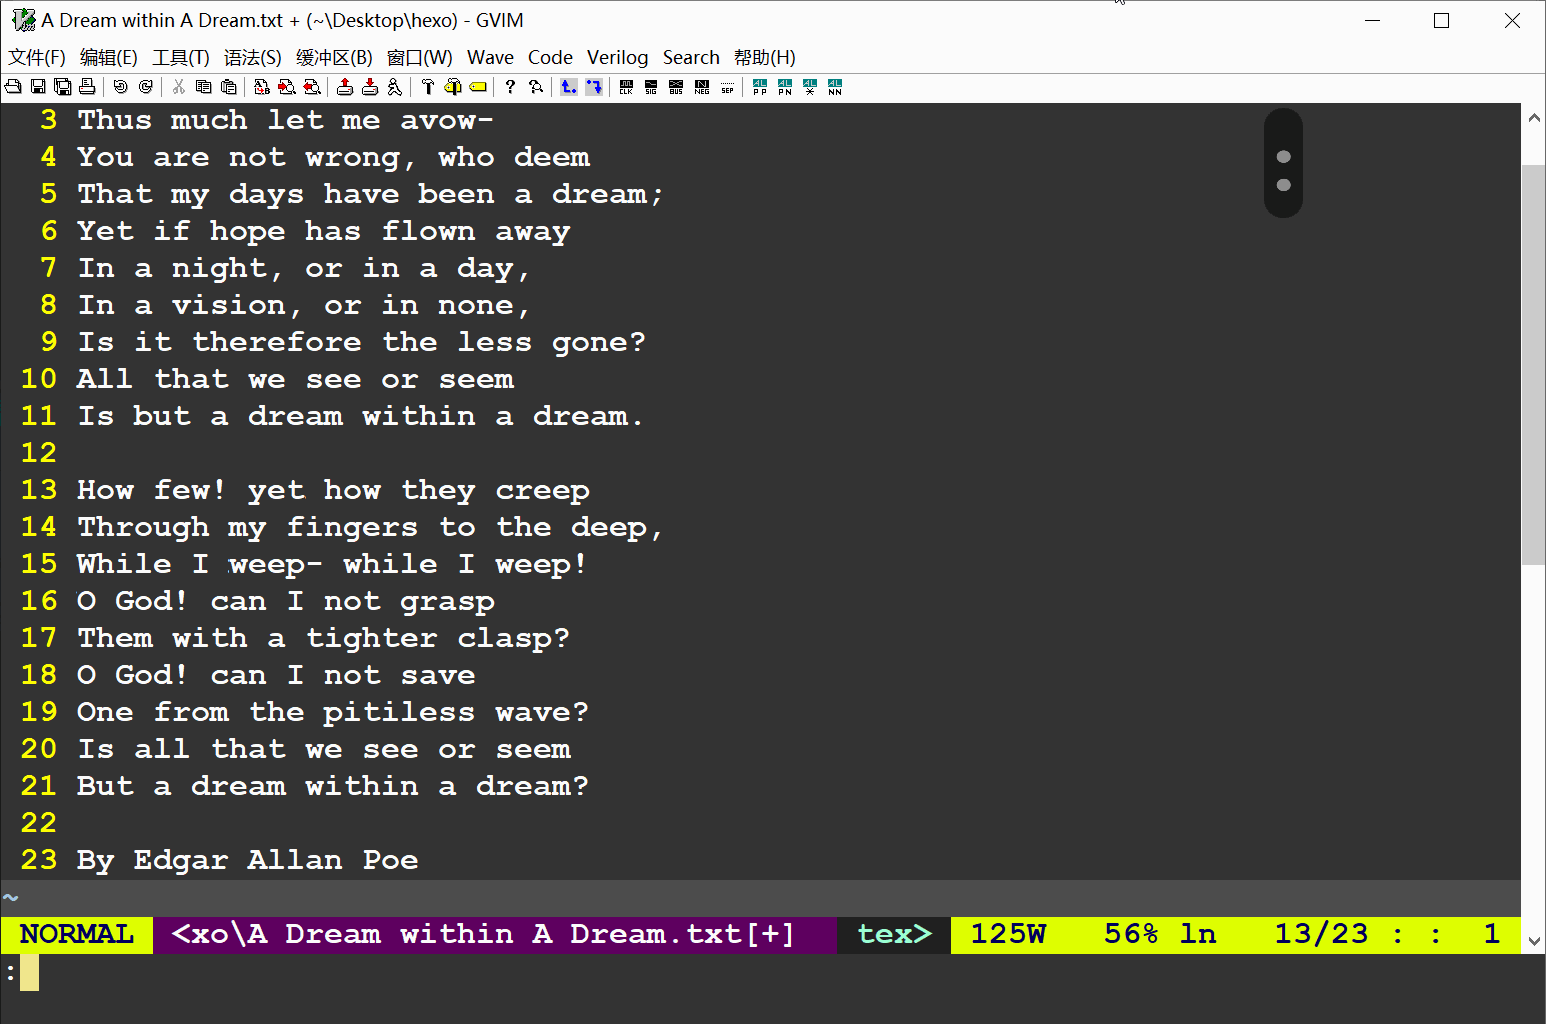 A Dream within A Dream.txt + (~\Desktop\hexo) - GVIM
文件(F) 编辑(E) 工具(T) 语法(S) 缓冲区(B) 窗口(W) Wave Code Verilog Search 帮助(H)
CLK SIG BUS NEG SEP PP PN NN
3 Thus much let me avow-
4 You are not wrong, who deem
5 That my days have been a dream;
6 Yet if hope has flown away
7 In a night, or in a day,
8 In a vision, or in none,
9 Is it therefore the less gone?
10 All that we see or seem
11 Is but a dream within a dream.
12
13 How few! yet how they creep
14 Through my fingers to the deep,
15 While I weep- while I weep!
16 O God! can I not grasp
17 Them with a tighter clasp?
18 O God! can I not save
19 One from the pitiless wave?
20 Is all that we see or seem
21 But a dream within a dream?
22
23 By Edgar Allan Poe
~
NORMAL <xo\A Dream within A Dream.txt[+] tex> 125W 56% ln 13/23 : : 1
: